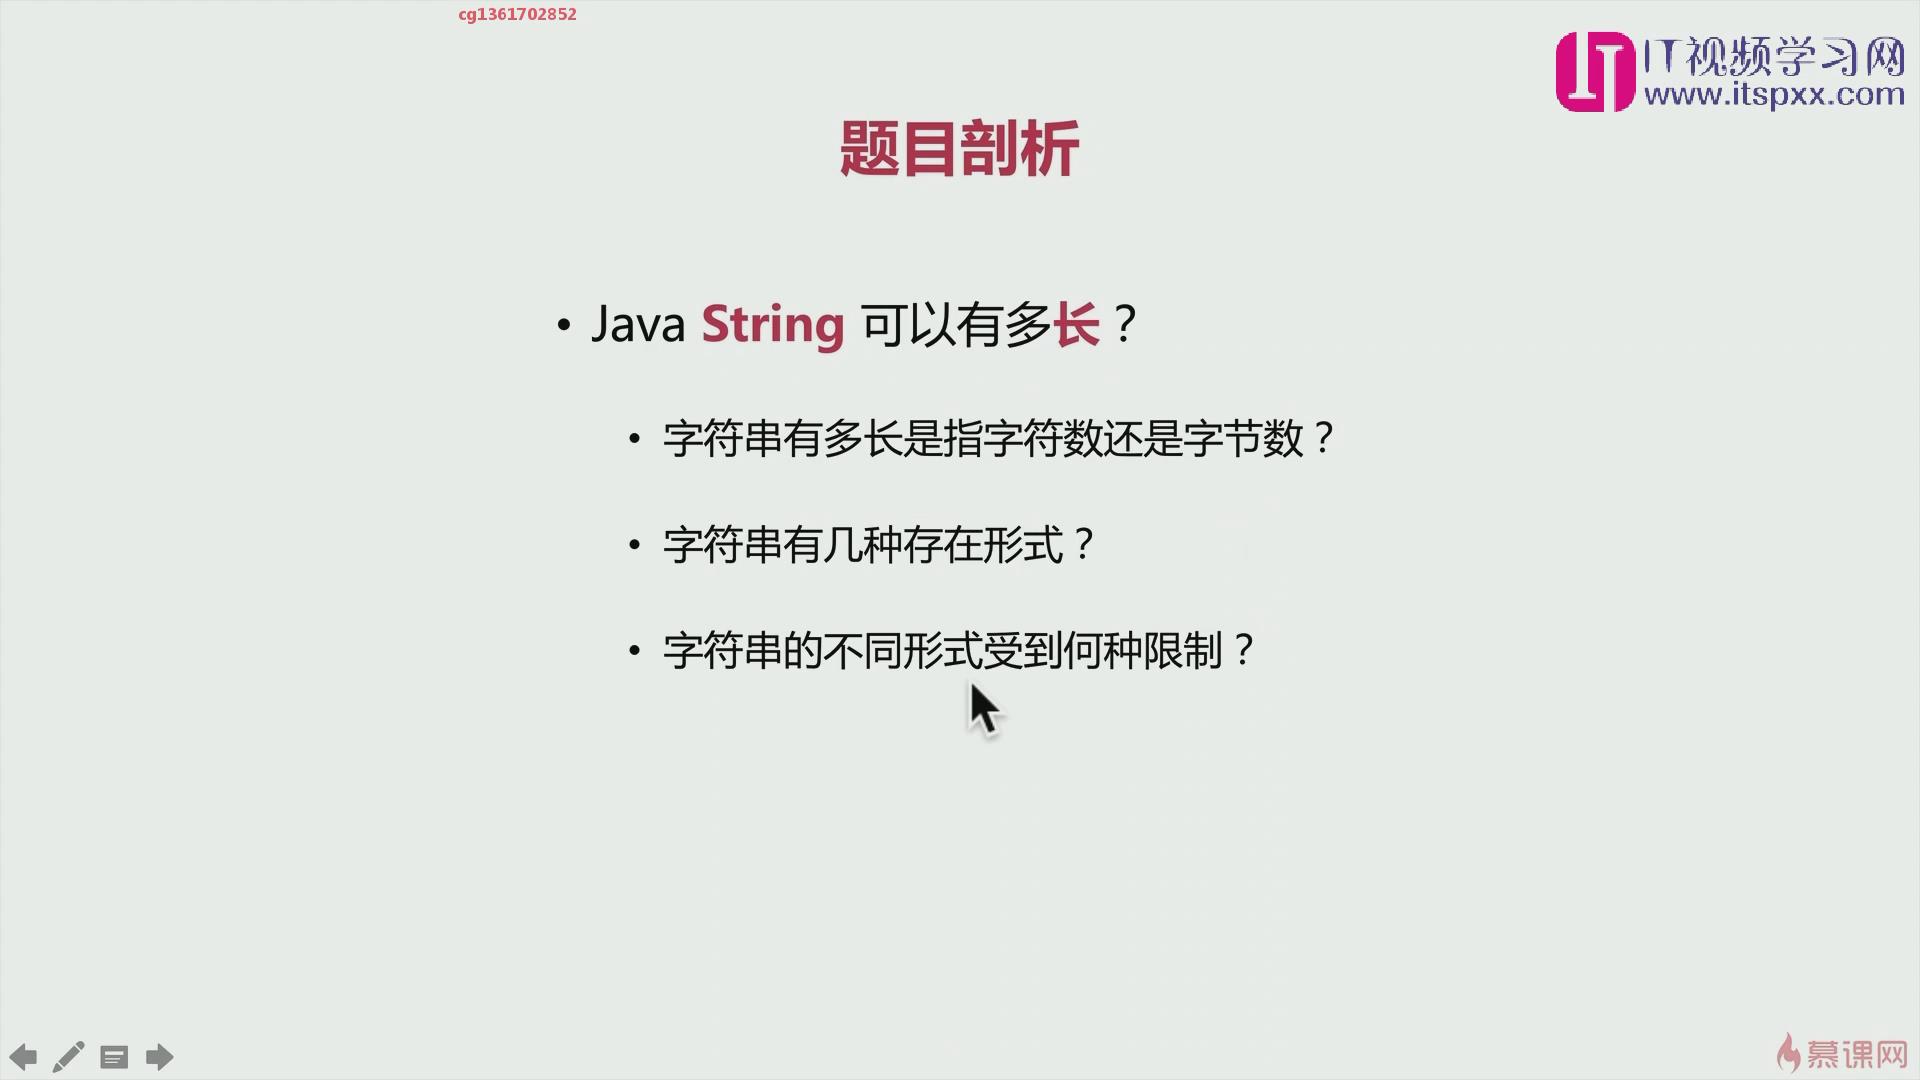 cg1361702852
IT视频学习网
www.itspxx.com
题目剖析
• Java String 可以有多长？
• 字符串有多长是指字符数还是字节数？
• 字符串有几种存在形式？
• 字符串的不同形式受到何种限制？
慕课网